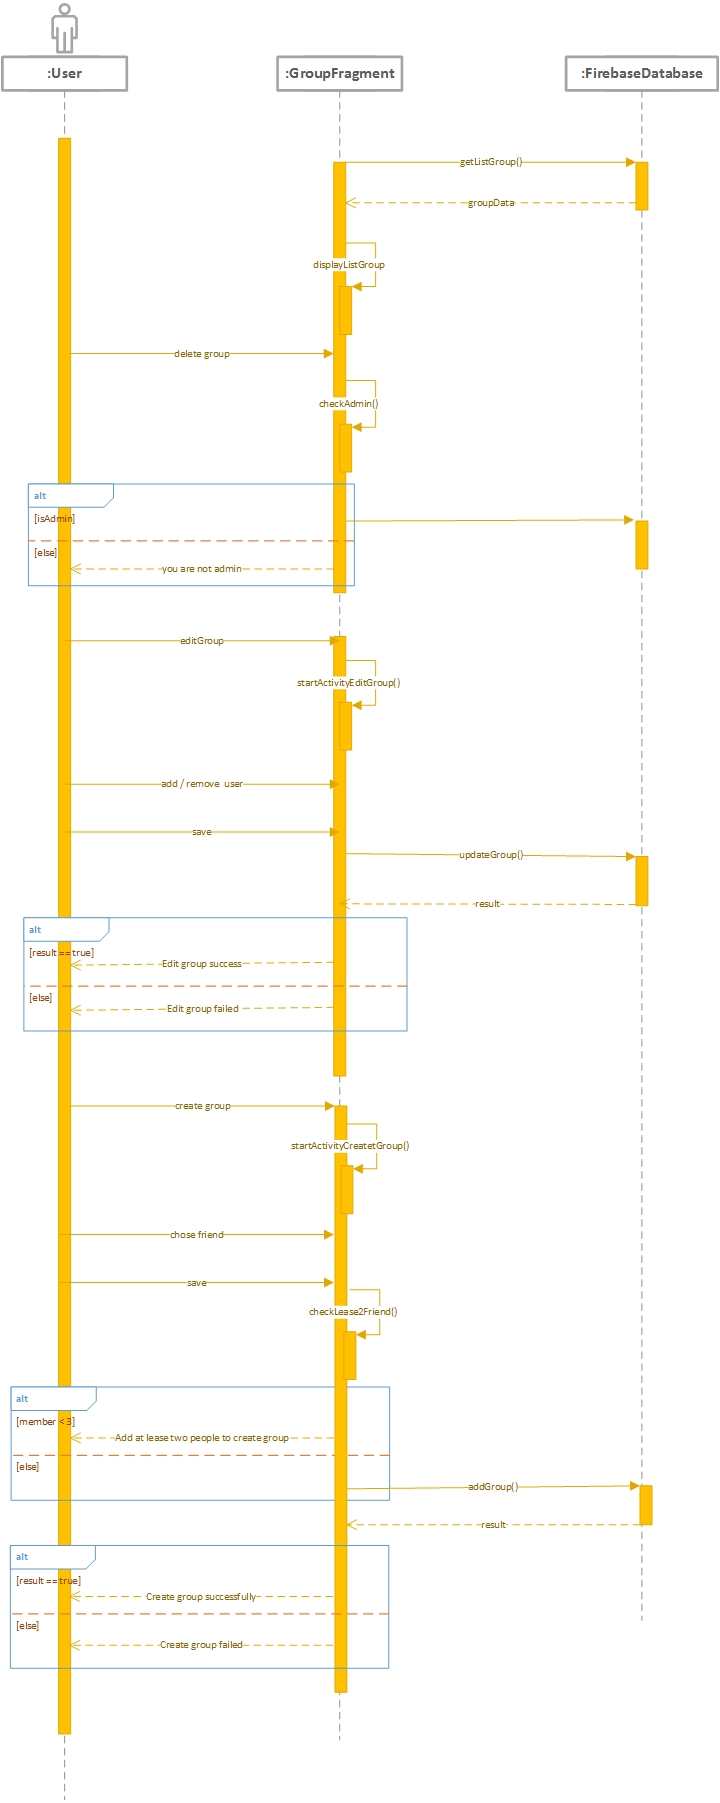 :User
:GroupFragment
:FirebaseDatabase
getListGroup()
groupData
displayListGroup
delete group
checkAdmin()
alt
[isAdmin]
[else]
you are not admin
editGroup
startActivityEditGroup()
add / remove user
save
updateGroup()
result
alt
[result == true]
Edit group success
[else]
Edit group failed
create group
startActivityCreatetGroup()
chose friend
save
checkLease2Friend()
alt
[member < 3]
Add at lease two people to create group
[else]
addGroup()
result
alt
[result == true]
Create group successfully
[else]
Create group failed